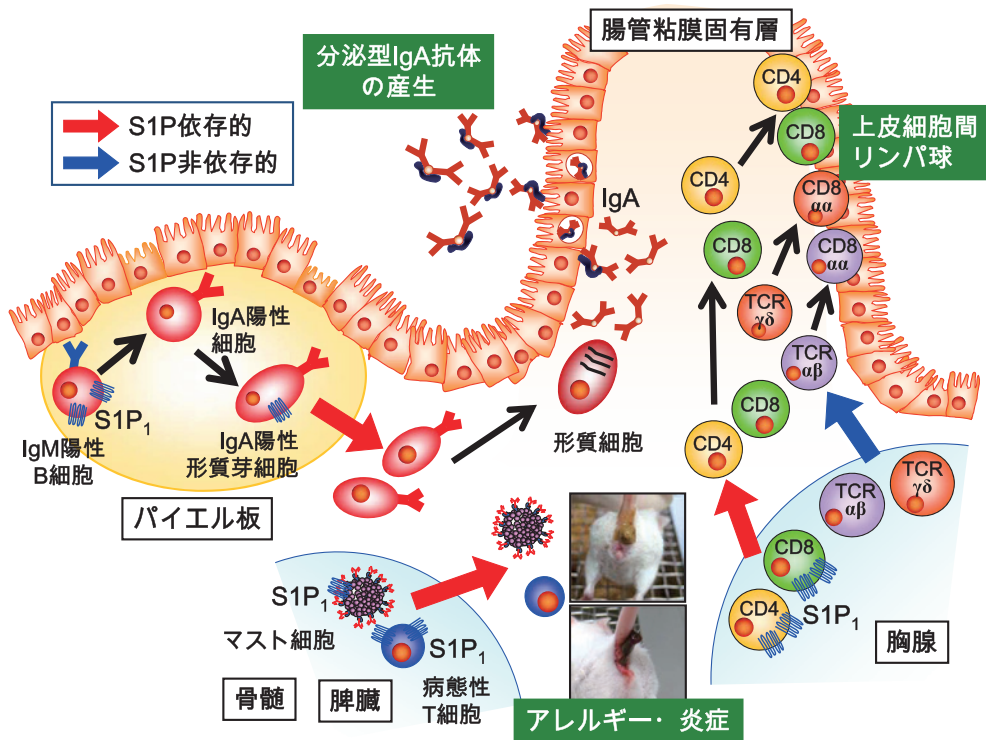 腸管粘膜固有層
分泌型IgA抗体
の産生
S1P依存的
S1P非依存的
上皮細胞間
リンパ球
CD4
CD8
CD4
CD8
αα
CD8
CD8
αα
TCR
γδ
TCR
αβ
CD8
CD4
IgA
IgA陽性
細胞
S1P₁
IgM陽性
B細胞
IgA陽性
形質芽細胞
形質細胞
パイエル板
TCR
γδ
TCR
αβ
CD8
CD4
S1P₁
胸腺
S1P₁
マスト細胞
S1P₁
病態性
T細胞
骨髄
脾臓
アレルギー・炎症